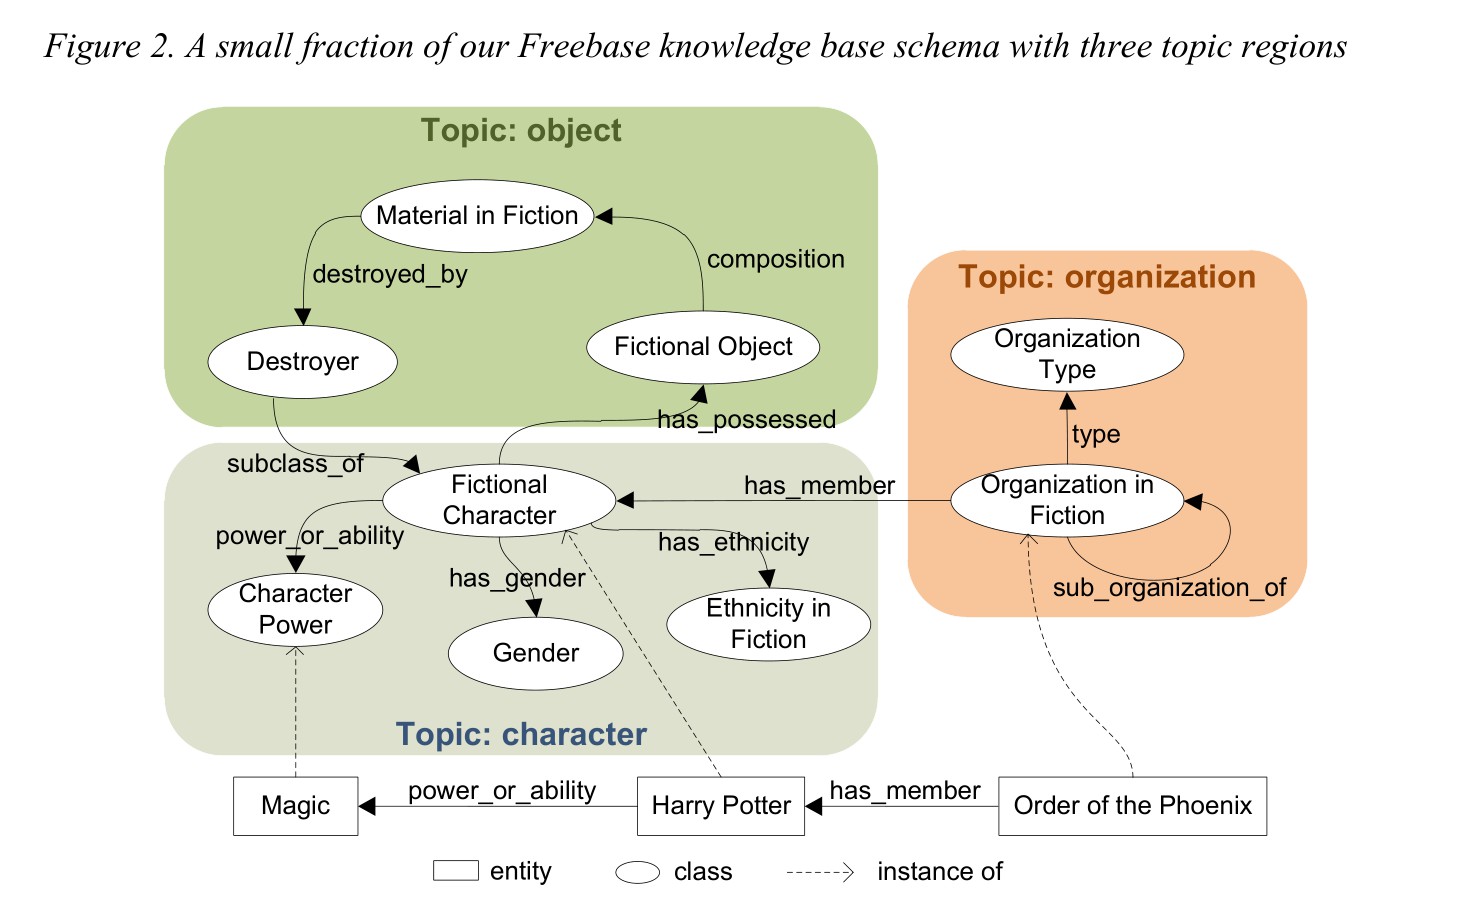 Figure 2. A small fraction of our Freebase knowledge base schema with three topic regions
Topic: object
Material in Fiction
destroyed_by
composition
Destroyer
Fictional Object
has_possessed
subclass_of
Topic: organization
Organization
Type
type
Organization in
Fiction
sub_organization_of
has_member
Fictional
Character
power_or_ability
has_gender
has_ethnicity
Character
Power
Gender
Ethnicity in
Fiction
Topic: character
Magic
power_or_ability
Harry Potter
has_member
Order of the Phoenix
entity
class
instance of